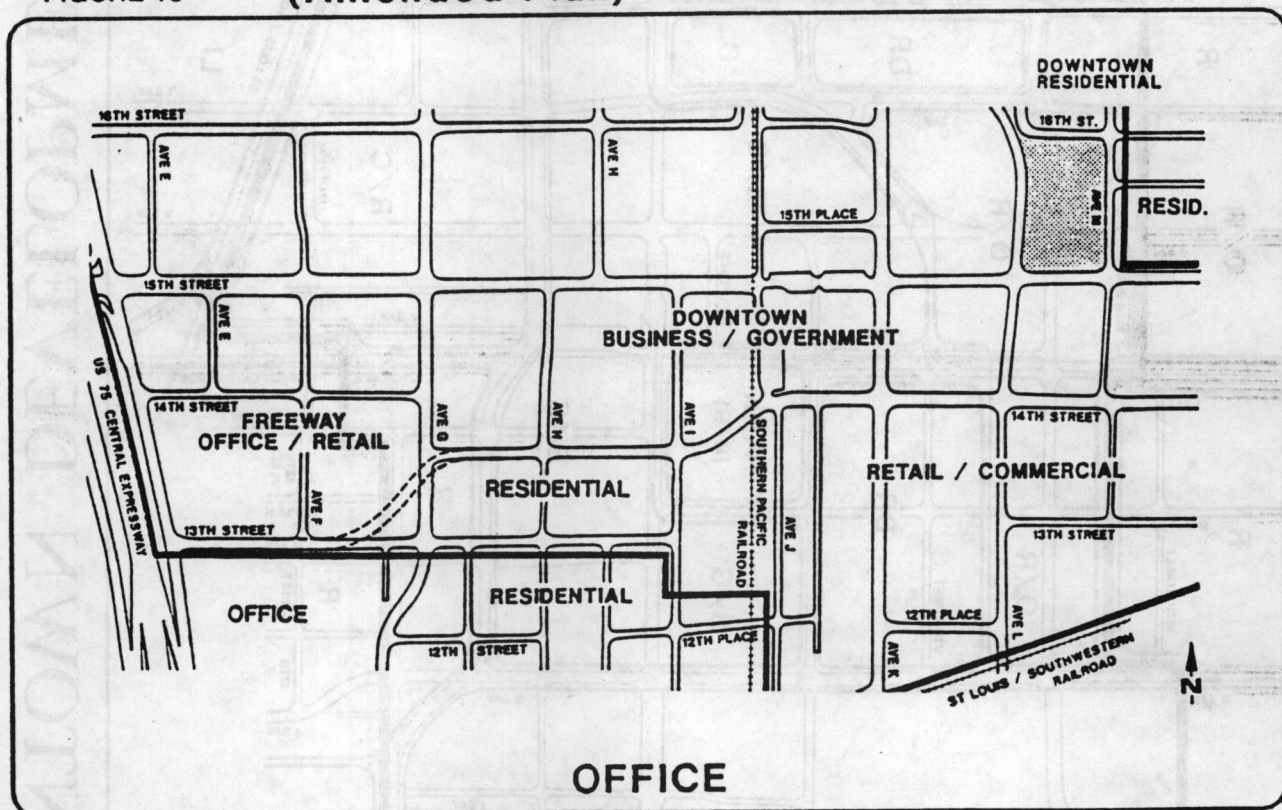 (Amended Plan)
DOWNTOWN
RESIDENTIAL
16TH STREET
16TH ST.
AVE E
AVE H
AVE M
15TH PLACE
RESID.
15TH STREET
AVE E
DOWNTOWN
BUSINESS / GOVERNMENT
US 75 CENTRAL EXPRESSWAY
14TH STREET
FREEWAY
OFFICE / RETAIL
AVE G
AVE H
AVE I
14TH STREET
SOUTHERN PACIFIC
RAILROAD
RETAIL / COMMERCIAL
RESIDENTIAL
AVE F
AVE J
13TH STREET
13TH STREET
OFFICE
RESIDENTIAL
12TH PLACE
AVE L
12TH STREET
12TH PLACE
AVE K
ST LOUIS / SOUTHWESTERN
RAILROAD
N
OFFICE